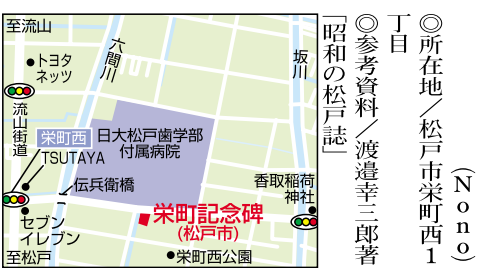 至流山
トヨタ
ネッツ
六間川
坂川
流山街道
栄町西
日大松戸歯学部
付属病院
TSUTAYA
伝兵衛橋
香取稲荷
神社
栄町記念碑
(松戸市)
セブン
イレブン
至松戸
栄町西公園
(Nono)
◎所在地/松戸市栄町西1
丁目
◎参考資料/渡邉幸三郎著
「昭和の松戸誌」